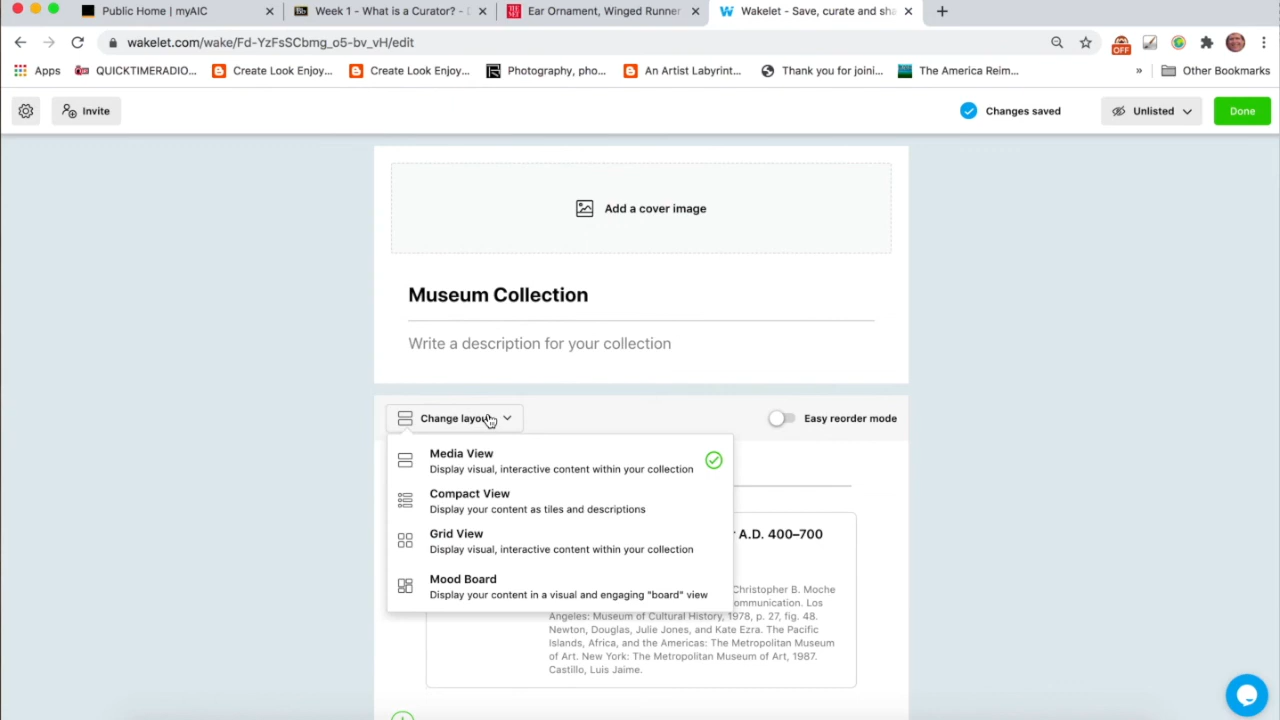 Public Home | myAIC
Week 1 - What is a Curator? -
Ear Ornament, Winged Runner
Wakelet - Save, curate and sha
wakelet.com/wake/Fd-YzFsSCbmg_o5-bv_vH/edit
OFF
Apps
QUICKTIMERADIO...
Create Look Enjoy...
Create Look Enjoy...
Photography, pho...
An Artist Labyrint...
Thank you for joini...
The America Reim...
»
Other Bookmarks
Invite
Changes saved
Unlisted
Done
Add a cover image
Museum Collection
Write a description for your collection
Change layou
Easy reorder mode
Media View
Display visual, interactive content within your collection
Compact View
Display your content as tiles and descriptions
Grid View
Display visual, interactive content within your collection
Mood Board
Display your content in a visual and engaging "board" view
A.D. 400–700
Christopher B. Moche
ommunication. Los
Angeles: Museum of Cultural History, 1978, p. 27, fig. 48.
Newton, Douglas, Julie Jones, and Kate Ezra. The Pacific
Islands, Africa, and the Americas: The Metropolitan Museum
of Art. New York: The Metropolitan Museum of Art, 1987.
Castillo, Luis Jaime.